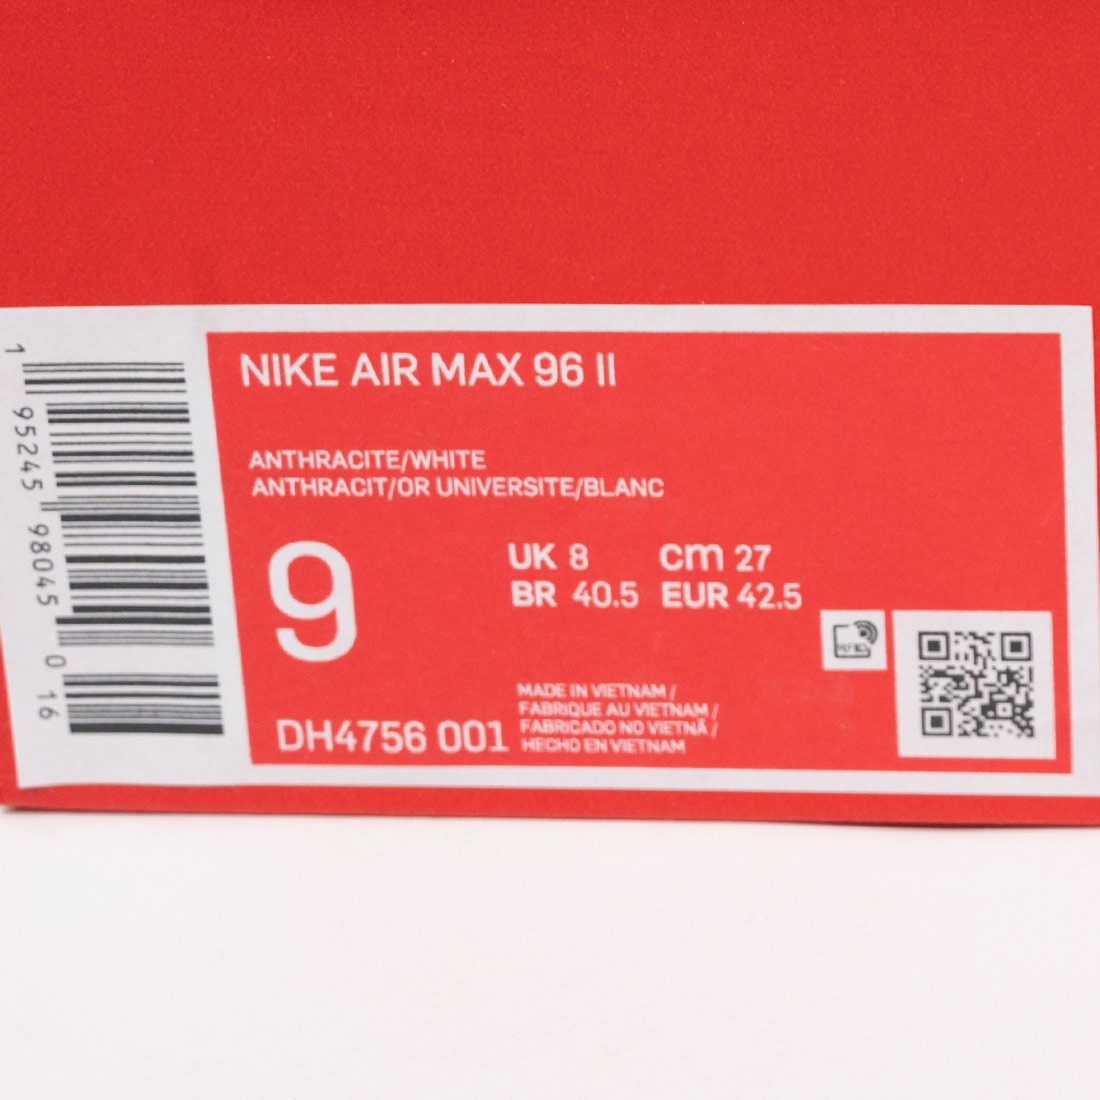 NIKE AIR MAX 96 II
ANTHRACITE/WHITE
ANTHRACIT/OR UNIVERSITE/BLANC
9
UK 8 cm 27
BR 40.5 EUR 42.5
DH4756 001
MADE IN VIETNAM /
FABRIQUE AU VIETNAM /
FABRICADO NO VIETNÃ /
HECHO EN VIETNAM
1 95245 98045 0 16